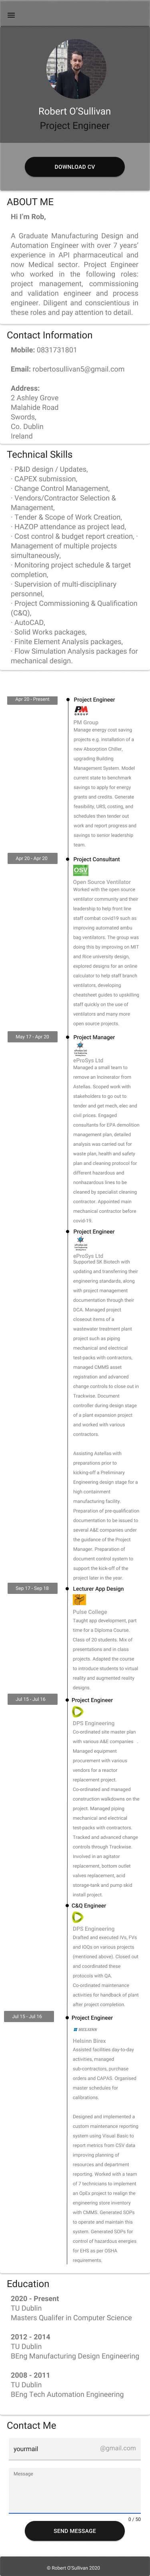 Robert O'Sullivan
Project Engineer
DOWNLOAD CV
ABOUT ME
Hi I'm Rob,
A Graduate Manufacturing Design and
Automation Engineer with over 7 years'
experience in API pharmaceutical and
now Medical sector. Project Engineer
who worked in the following roles:
project management, commissioning
and validation engineer and process
engineer. Diligent and conscientious in
these roles and pay attention to detail.
Contact Information
Mobile: 0831731801
Email: robertosullivan5@gmail.com
Address:
2 Ashley Grove
Malahide Road
Swords,
Co. Dublin
Ireland
Technical Skills
· P&ID design / Updates,
· CAPEX submission,
· Change Control Management,
· Vendors/Contractor Selection &
Management,
· Tender & Scope of Work Creation,
· HAZOP attendance as project lead,
· Cost control & budget report creation, ·
Management of multiple projects
simultaneously,
· Monitoring project schedule & target
completion,
· Supervision of multi-disciplinary
personnel,
· Project Commissioning & Qualification
(C&Q),
· AutoCAD,
· Solid Works packages,
· Finite Element Analysis packages,
· Flow Simulation Analysis packages for
mechanical design.
Apr 20 - Present
Project Engineer
PM
GROUP
PM Group
Manage energy cost saving
projects e.g. installation of a
new Absorption Chiller,
upgrading Building
Management System. Model
current state to benchmark
savings to apply for energy
grants and credits. Generate
feasibility, URS, costing, and
schedules then tender out
work and report progress and
savings to senior leadership
team.
Apr 20 - Apr 20
Project Consultant
OSV
Open Source Ventilator
Worked with the open source
ventilator community and their
leadership to help front line
staff combat covid19 such as
improving automated ambu
bag ventilators. The group was
doing this by improving on MIT
and Rice university design,
explored designs for an online
calculator to help staff breath
ventilators, developing
cheatsheet guides to upskilling
staff quickly on the use of
ventilators and many more
open source projects.
May 17 - Apr 20
Project Manager
eProSys Ltd
Managed a small team to
remove an incinerator from
Astellas. Scoped work with
stakeholders to go out to
tender and get mech, elec and
civil prices. Engaged
consultants for EPA demolition
management plan, detailed
analysis was carried out for
waste plan, health and safety
plan and cleaning protocol for
different hazardous and
nonhazardous lines to be
cleaned by specialist cleaning
contractor. Appointed main
mechanical contractor before
covid-19.
Project Engineer
eProSys Ltd
Supported SK Biotech with
updating and transferring their
engineering standards, along
with project management
documentation through their
DCA. Managed project
closeout items of a
wastewater treatment plant
project such as piping
mechanical and electrical
test-packs with contractors,
managed CMMS asset
registration and advanced
change controls to close out in
Trackwise. Document
controller during design stage
of a plant expansion project
and worked with various
contractors.
Assisting Astellas with
preparations prior to
kicking-off a Preliminary
Engineering design stage for a
high containment
manufacturing facility.
Preparation of pre-qualification
documentation to be issued to
several A&E companies under
the guidance of the Project
Manager. Preparation of
document control system to
support the kick-off of the
project later in the year.
Sep 17 - Sep 18
Lecturer App Design
Pulse College
Taught app development, part
time for a Diploma Course.
Class of 20 students. Mix of
presentations and in class
projects. Adapted the course
to introduce students to virtual
reality and augmented reality
designs.
Jul 15 - Jul 16
Project Engineer
DPS Engineering
Co-ordinated site master plan
with various A&E companies
Managed equipment
procurement with various
vendors for a reactor
replacement project.
Co-ordinated and managed
construction walkdowns on the
project. Managed piping
mechanical and electrical
test-packs with contractors.
Tracked and advanced change
controls through Trackwise.
Involved in an agitator
replacement, bottom outlet
valves replacement, acid
storage tank and pump skid
install project.
C&Q Engineer
DPS Engineering
Drafted and executed IVs, FVs
and IOQs on various projects
(mentioned above). Closed out
and coordinated these
protocols with QA.
Co-ordinated maintenance
activities for handback of plant
after project completion.
Jul 15 - Jul 16
Project Engineer
Helsinn Birex
Assisted facilities day-to-day
activities; managed
sub-contractors, purchase
orders and CAPAS. Organised
master schedules for
calibrations.
Designed and implemented a
custom maintenance reporting
system using Visual Basic to
report metrics from CSV data
improving planning of
resources and department
reporting. Worked with a team
of 7 technicians to implement
an OpEx project to realign the
engineering store inventory
with CMMS. Generated SOPs
to operate and maintain this
system. Generated SOPs for
control of hazardous energies
for EHS as per OSHA
requirements.
Education
2020 - Present
TU Dublin
Masters Qualifer in Computer Science
2012 - 2014
TU Dublin
BEng Manufacturing Design Engineering
2008 - 2011
TU Dublin
BEng Tech Automation Engineering
Contact Me
yourmail @gmail.com
Message
0 / 50
SEND MESSAGE
© Robert O'Sullivan 2020